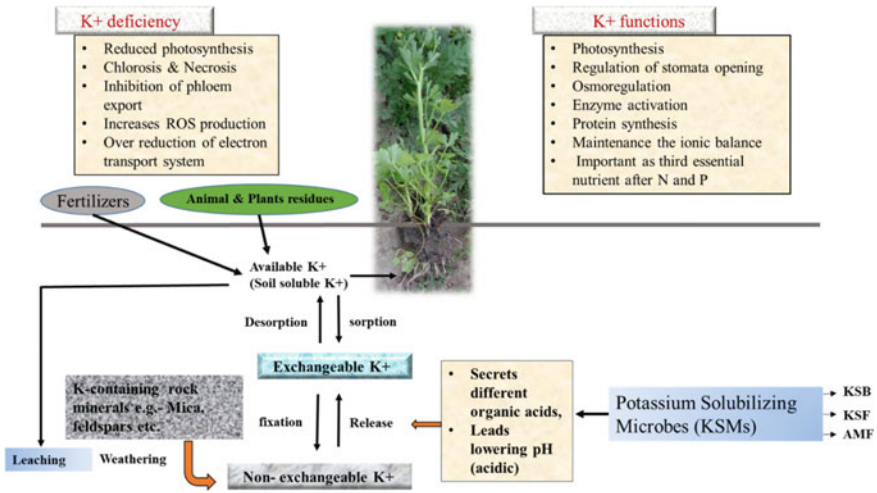 K+ deficiency
• Reduced photosynthesis
• Chlorosis & Necrosis
• Inhibition of phloem
export
• Increases ROS production
• Over reduction of electron
transport system
K+ functions
• Photosynthesis
• Regulation of stomata opening
• Osmoregulation
• Enzyme activation
• Protein synthesis
• Maintenance the ionic balance
• Important as third essential
nutrient after N and P
Fertilizers
Animal & Plants residues
Available K+
(Soil soluble K+)
Desorption
sorption
Exchangeable K+
K-containing rock
minerals e.g.- Mica,
feldspars etc.
fixation
Release
• Secrets
different
organic acids,
• Leads
lowering pH
(acidic)
Potassium Solubilizing
Microbes (KSMs)
KSB
KSF
AMF
Leaching
Weathering
Non- exchangeable K+